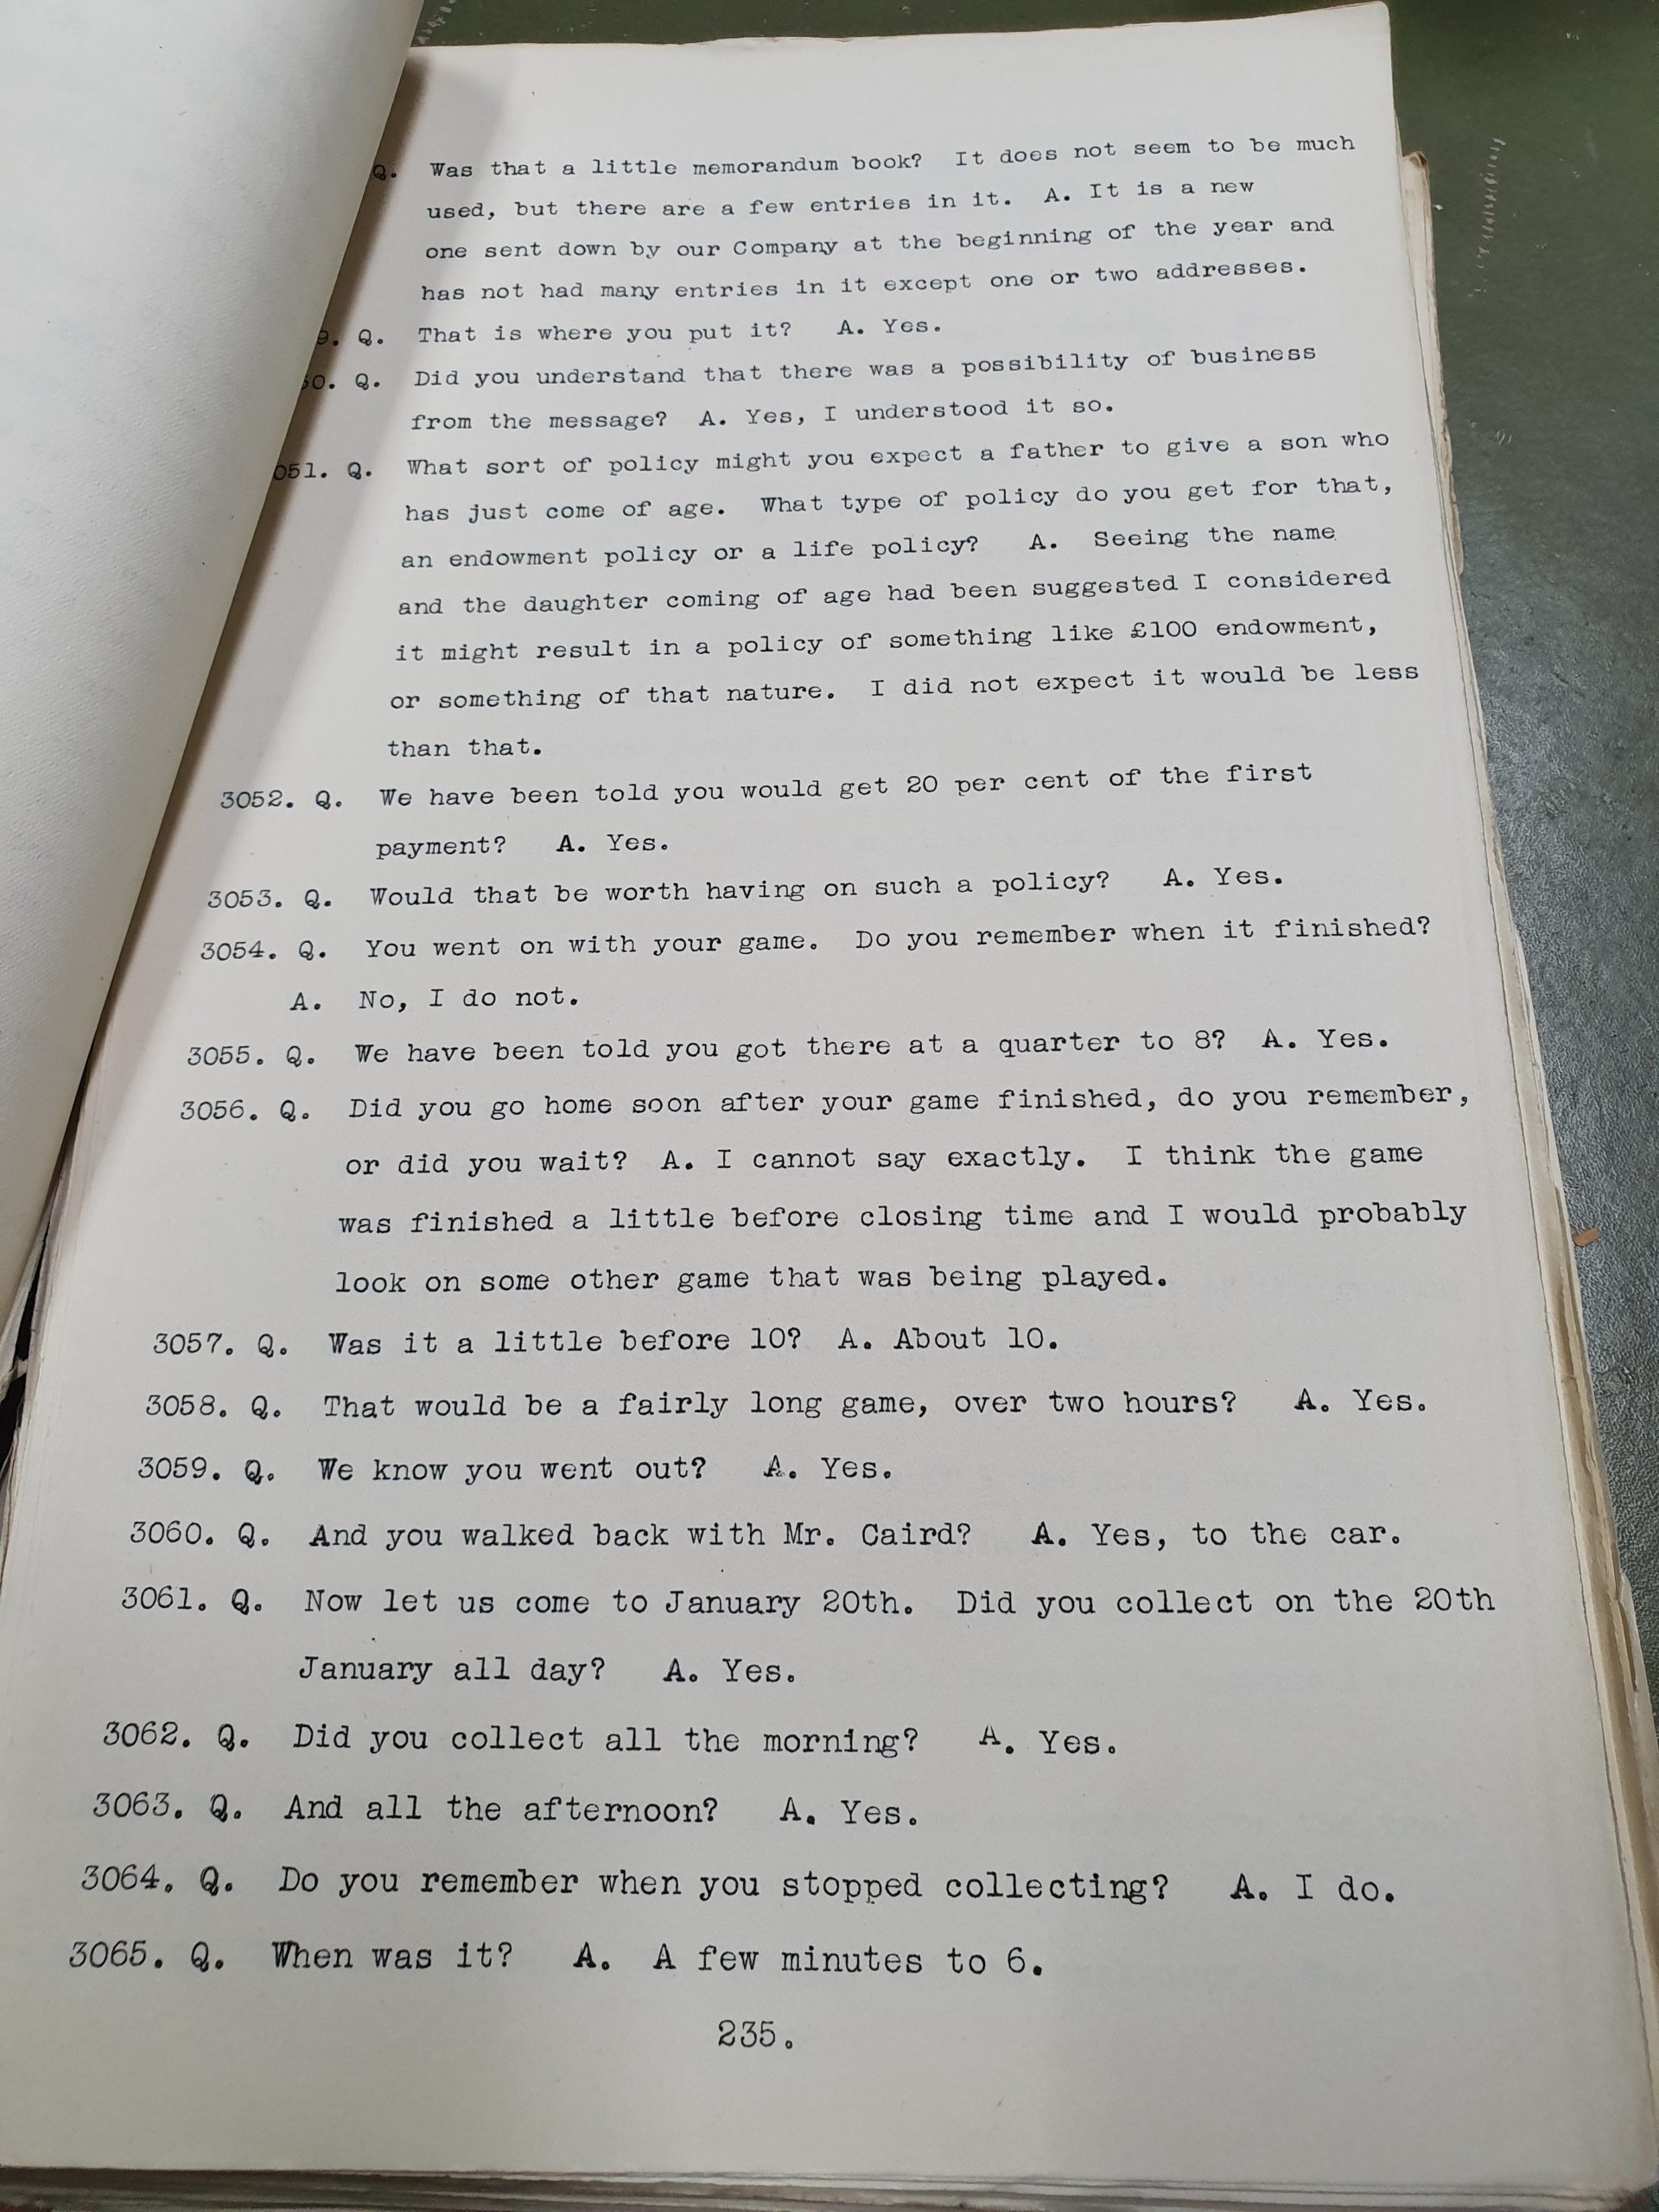 Q. Was that a little memorandum book? It does not seem to be much
used, but there are a few entries in it. A. It is a new
one sent down by our Company at the beginning of the year and
has not had many entries in it except one or two addresses.
9. Q. That is where you put it? A. Yes.
50. Q. Did you understand that there was a possibility of business
from the message? A. Yes, I understood it so.
051. Q. What sort of policy might you expect a father to give a son who
has just come of age. What type of policy do you get for that,
an endowment policy or a life policy? A. Seeing the name
and the daughter coming of age had been suggested I considered
it might result in a policy of something like £100 endowment,
or something of that nature. I did not expect it would be less
than that.
3052. Q. We have been told you would get 20 per cent of the first
payment? A. Yes.
3053. Q. Would that be worth having on such a policy? A. Yes.
3054. Q. You went on with your game. Do you remember when it finished?
A. No, I do not.
3055. Q. We have been told you got there at a quarter to 8? A. Yes.
3056. Q. Did you go home soon after your game finished, do you remember,
or did you wait? A. I cannot say exactly. I think the game
was finished a little before closing time and I would probably
look on some other game that was being played.
3057. Q. Was it a little before 10? A. About 10.
3058. Q. That would be a fairly long game, over two hours? A. Yes.
3059. Q. We know you went out? A. Yes.
3060. Q. And you walked back with Mr. Caird? A. Yes, to the car.
3061. Q. Now let us come to January 20th. Did you collect on the 20th
January all day? A. Yes.
3062. Q. Did you collect all the morning? A. Yes.
3063. Q. And all the afternoon? A. Yes.
3064. Q. Do you remember when you stopped collecting? A. I do.
3065. Q. When was it? A. A few minutes to 6.
235.